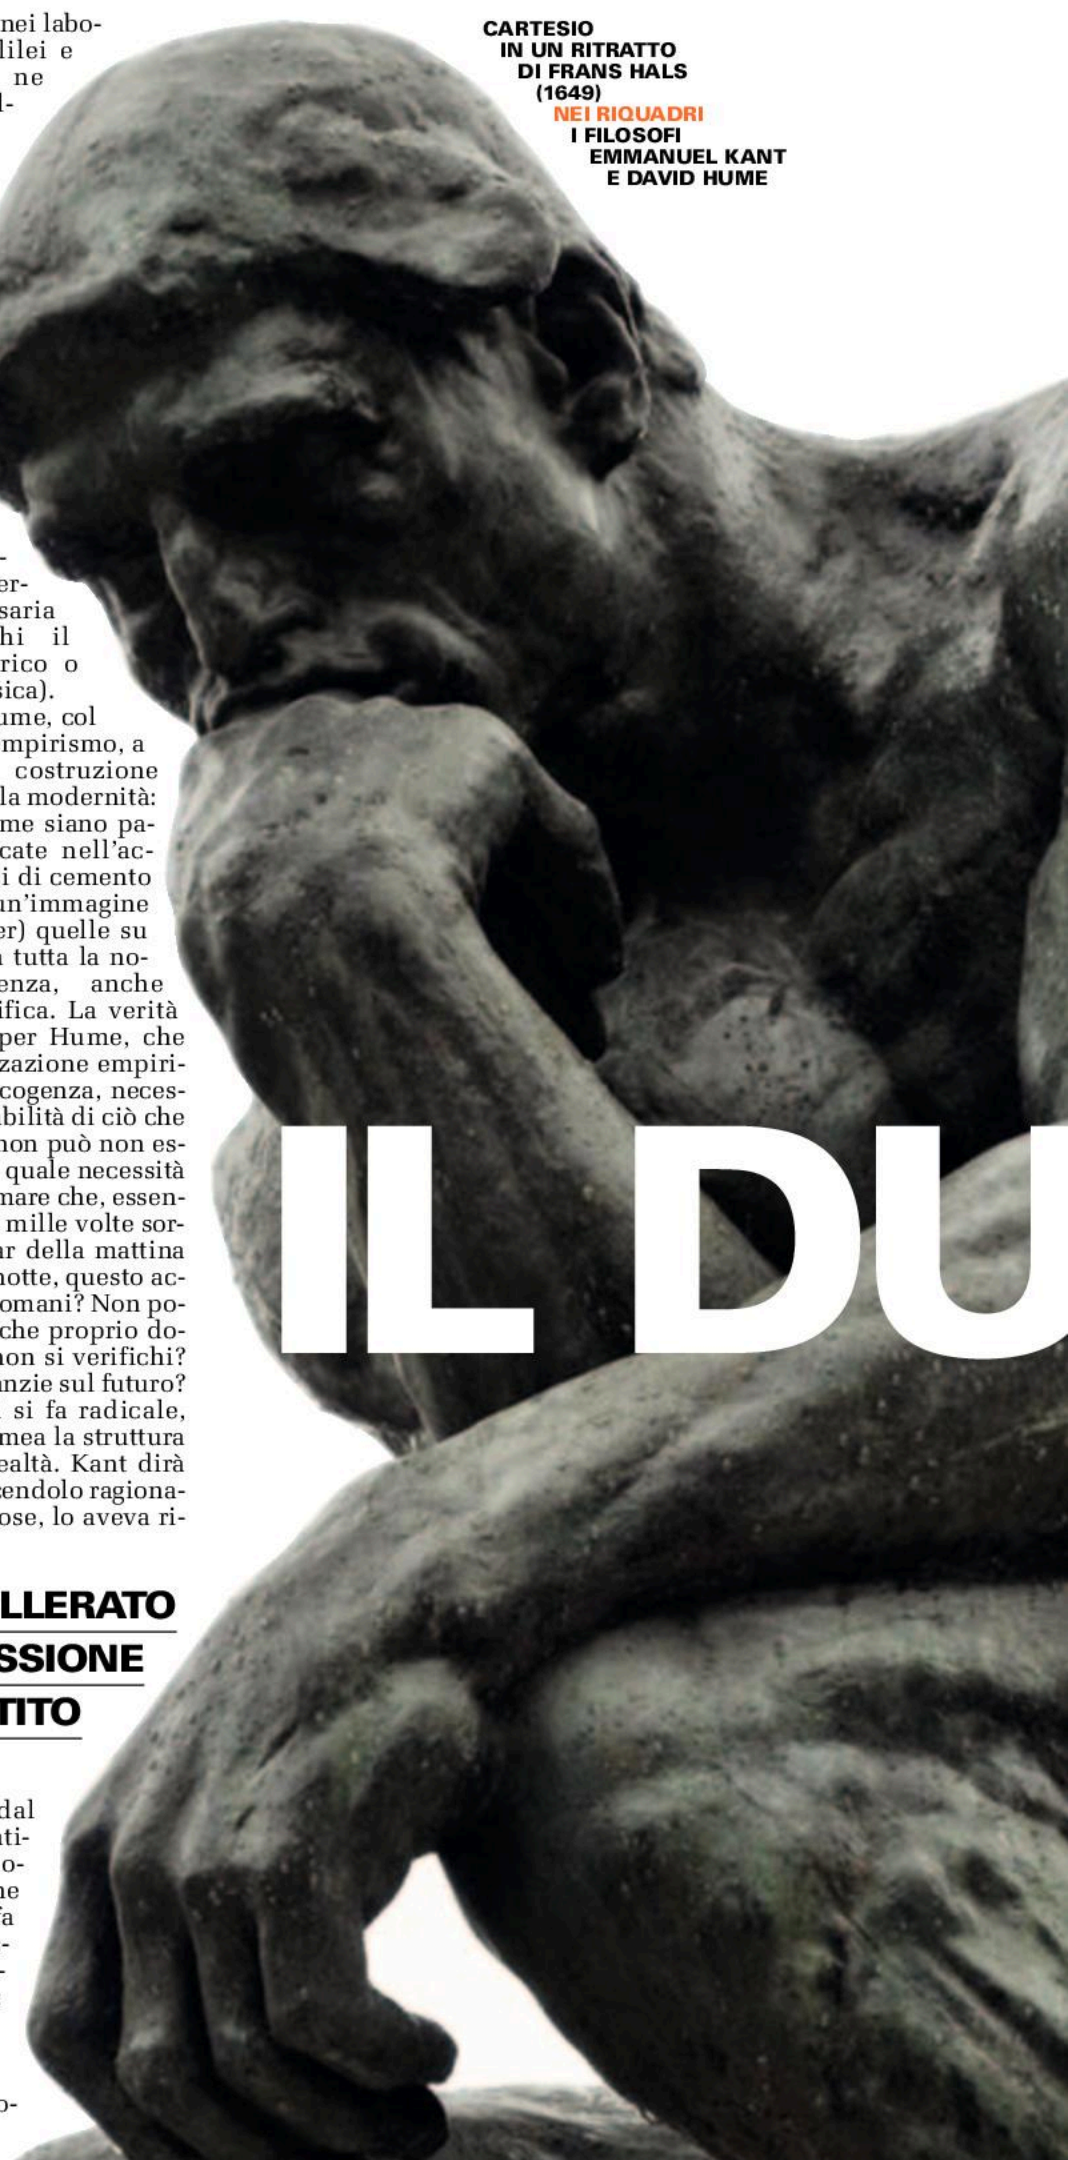 nei labo-
lilei e
ne
l-
CARTESIO
IN UN RITRATTO
DI FRANS HALS
(1649)
NEI RIQUADRI
I FILOSOFI
EMMANUEL KANT
E DAVID HUME
-
er-
saria
hi il
rico o
sica).
ume, col
mpirismo, a
costruzione
la modernità:
me siano pa-
cate nell'ac-
i di cemento
un'immagine
er) quelle su
tutta la no-
enza, anche
ifica. La verità
per Hume, che
zazione empiri-
cogenza, neces-
abilità di ciò che
non può non es-
quale necessità
mare che, essen-
mille volte sor-
ar della mattina
notte, questo ac-
omani? Non po-
che proprio do-
non si verifichi?
anzie sul futuro?
si fa radicale,
mea la struttura
ealtà. Kant dirà
cendolo ragiona-
ose, lo aveva ri-
LLERATO
SSIONE
TITO
dal
ti-
o-
ne
fa
-
-
o-
IL DU